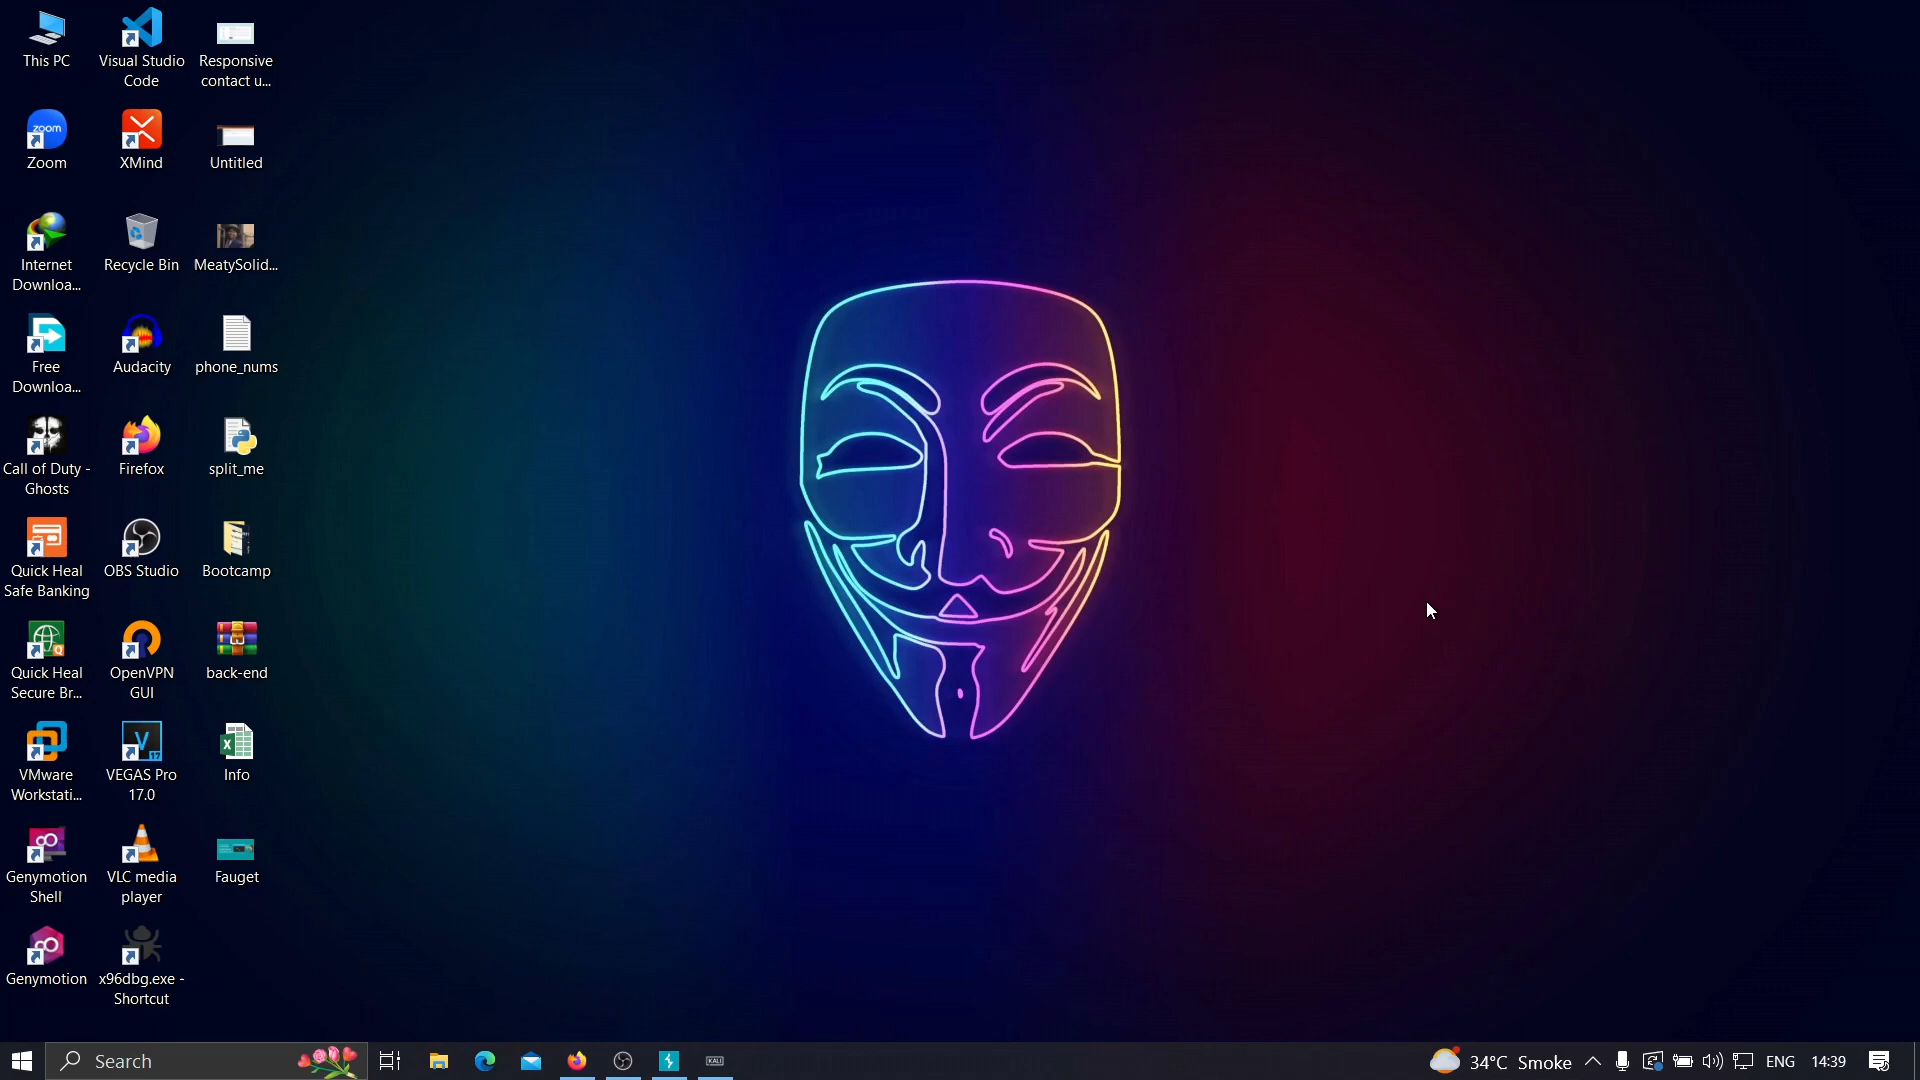 This PC
Visual Studio
Code
Responsive
contact u...
zoom
Zoom
XMind
Untitled
Internet
Downloa...
Recycle Bin
MeatySolid...
Free
Downloa...
Audacity
phone_nums
Call of Duty -
Ghosts
Firefox
split_me
Quick Heal
Safe Banking
OBS Studio
Bootcamp
Quick Heal
Secure Br...
OpenVPN
GUI
back-end
VMware
Workstati...
V
17
VEGAS Pro
17.0
Info
Genymotion
Shell
VLC media
player
Fauget
Genymotion
x96dbg.exe -
Shortcut
Search
KALI
34°C Smoke
ENG
14:39